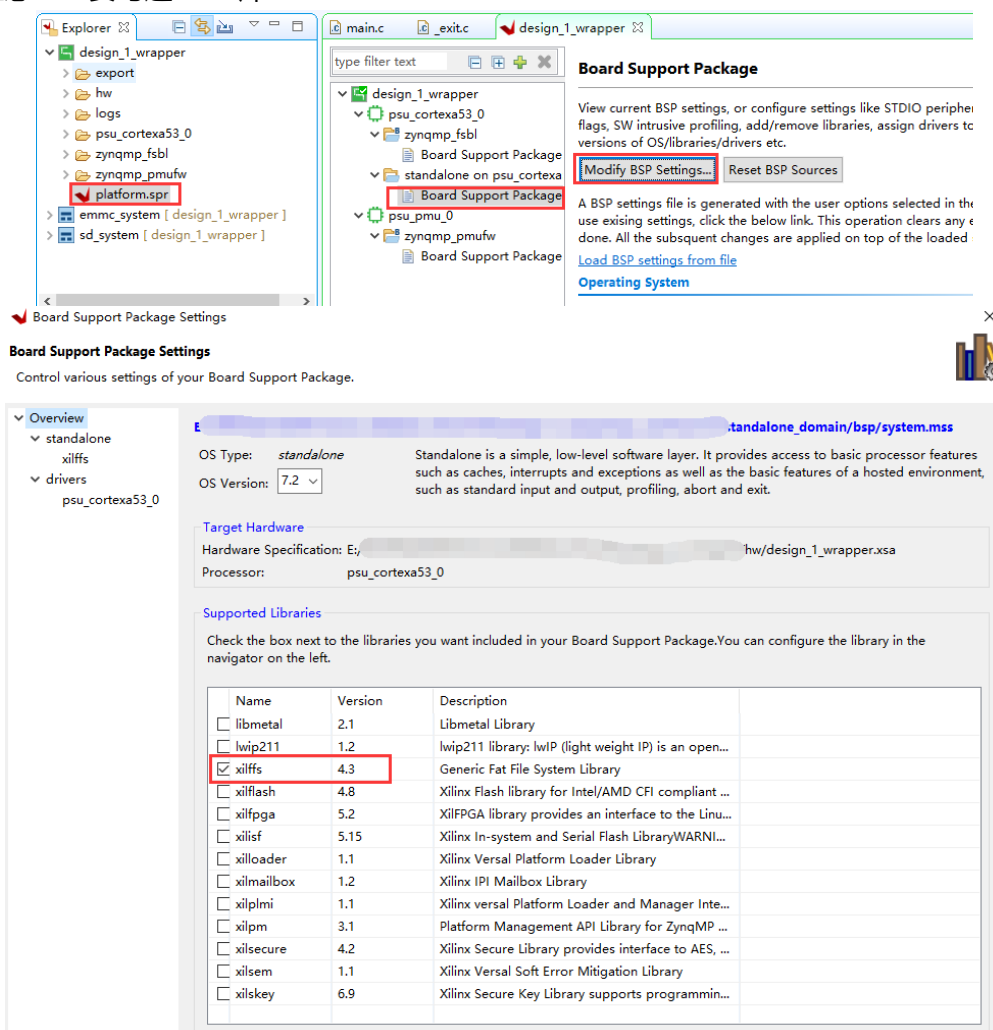 Explorer
main.c
_exit.c
design_1_wrapper
design_1_wrapper
export
hw
logs
psu_cortexa53_0
zynqmp_fsbl
zynqmp_pmufw
platform.spr
emmc_system [ design_1_wrapper ]
sd_system [ design_1_wrapper ]
type filter text
design_1_wrapper
psu_cortexa53_0
zynqmp_fsbl
Board Support Package
standalone on psu_cortexa
Board Support Package
psu_pmu_0
zynqmp_pmufw
Board Support Package
Board Support Package
View current BSP settings, or configure settings like STDIO peripher
flags, SW intrusive profiling, add/remove libraries, assign drivers to
versions of OS/libraries/drivers etc.
Modify BSP Settings...
Reset BSP Sources
A BSP settings file is generated with the user options selected in the
use exising settings, click the below link. This operation clears any e
done. All the subsquent changes are applied on top of the loaded
Load BSP settings from file
Operating System
Board Support Package Settings
Board Support Package Settings
Control various settings of your Board Support Package.
Overview
standalone
xilffs
drivers
psu_cortexa53_0
tandalone_domain/bsp/system.mss
OS Type: standalone
Standalone is a simple, low-level software layer. It provides access to basic processor features
such as caches, interrupts and exceptions as well as the basic features of a hosted environment,
such as standard input and output, profiling, abort and exit.
OS Version: 7.2
Target Hardware
Hardware Specification: E:/ hw/design_1_wrapper.xsa
Processor: psu_cortexa53_0
Supported Libraries
Check the box next to the libraries you want included in your Board Support Package.You can configure the library in the
navigator on the left.
Name Version Description
libmetal 2.1 Libmetal Library
lwip211 1.2 lwip211 library: lwIP (light weight IP) is an open...
xilffs 4.3 Generic Fat File System Library
xilflash 4.8 Xilinx Flash library for Intel/AMD CFI compliant ...
xilfpga 5.2 XilFPGA library provides an interface to the Linu...
xilisf 5.15 Xilinx In-system and Serial Flash LibraryWARNI...
xilloader 1.1 Xilinx Versal Platform Loader Library
xilmailbox 1.2 Xilinx IPI Mailbox Library
xilplmi 1.1 Xilinx versal Platform Loader and Manager Inte...
xilpm 3.1 Platform Management API Library for ZynqMP ...
xilsecure 4.2 Xilinx Secure Library provides interface to AES, ...
xilsem 1.1 Xilinx Versal Soft Error Mitigation Library
xilskey 6.9 Xilinx Secure Key Library supports programmin...